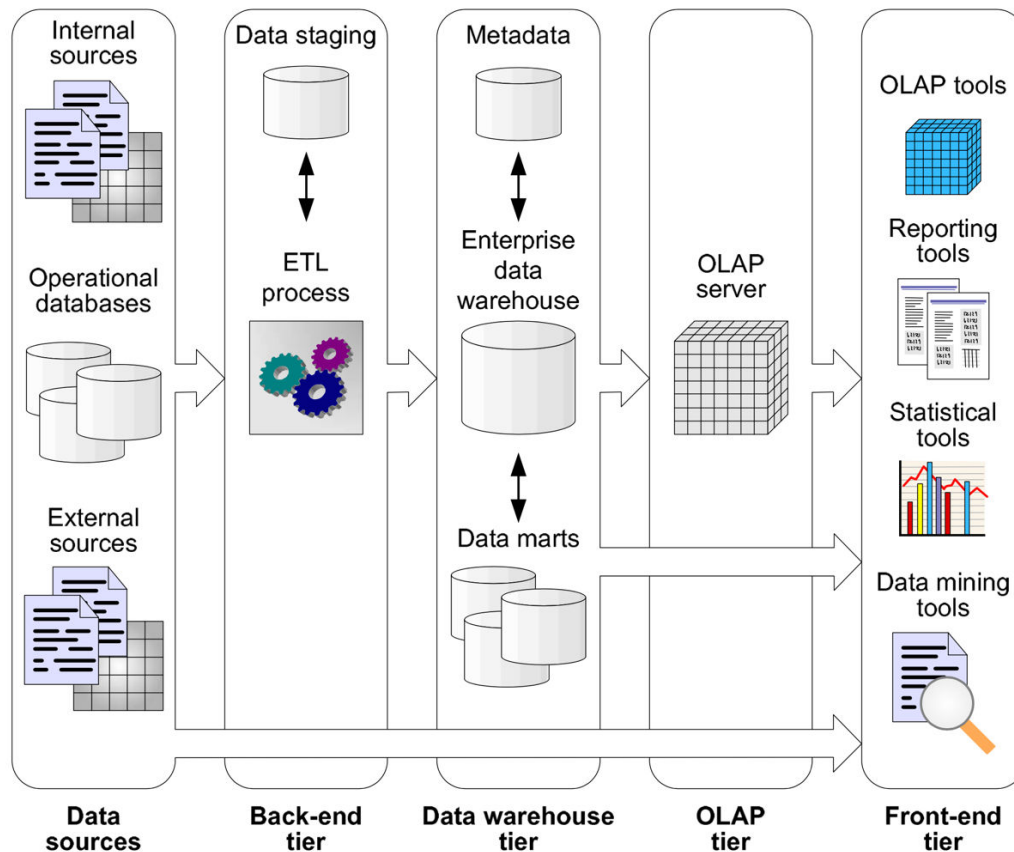 Internal
sources
Operational
databases
External
sources
Data
sources
Data staging
ETL
process
Back-end
tier
Metadata
Enterprise
data
warehouse
Data marts
Data warehouse
tier
OLAP
server
OLAP
tier
OLAP tools
Reporting
tools
Statistical
tools
Data mining
tools
Front-end
tier